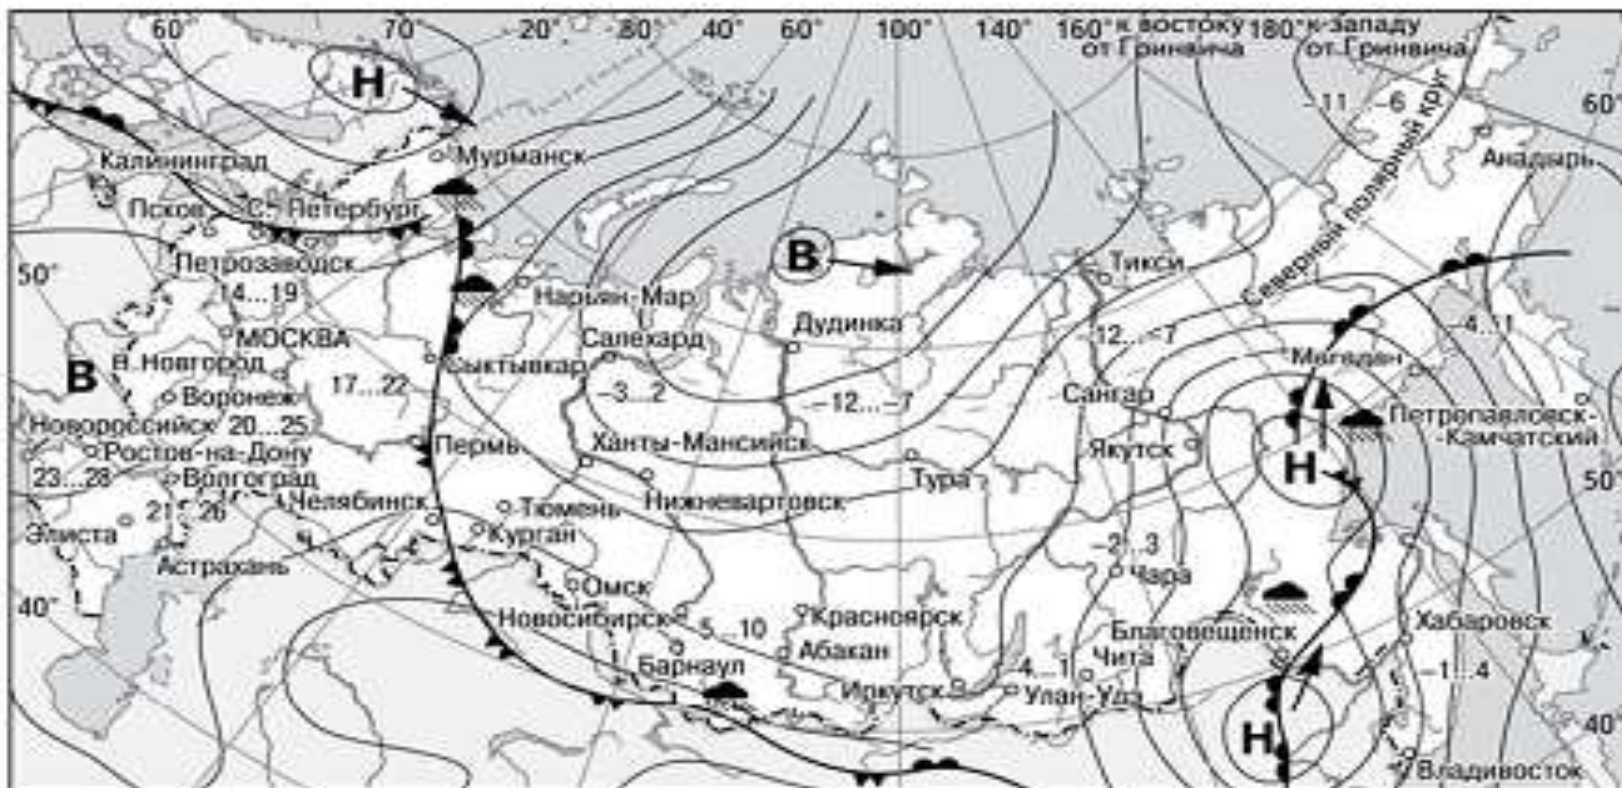 60° 70° 20° 30° 40° 60° 80° 100° 120° 140° 160° к востоку 180° к западу
от Гринвича от Гринвича
Н
-11 -6
60°
Северный полярный круг
Анадырь
Калининград
Мурманск
Псков С. Петербург
Петрозаводск
50°
14...19
Нарьян-Мар
В
Тикси
МОСКВА
Салехард
Дудинка
-12...-7
-4...1
В
В. Новгород
Сыктывкар
Магадан
17...22
-3...2
-12...-7
Воронеж
Сангар
Новороссийск 20...25
Пермь
Ханты-Мансийск
Якутск
Петропавловск-
-Камчатский
Ростов-на-Дону
23...28
Волгоград
Челябинск
Нижневартовск
Тура
Н
50°
21...26
Тюмень
Элиста
Курган
Астрахань
-2...3
Чара
Омск
40°
Новосибирск
Красноярск
Хабаровск
5...10
Благовещенск
Барнаул
Абакан
Чита
-4...1
-1...4
Иркутск
Улан-Удэ
40°
Н
Владивосток